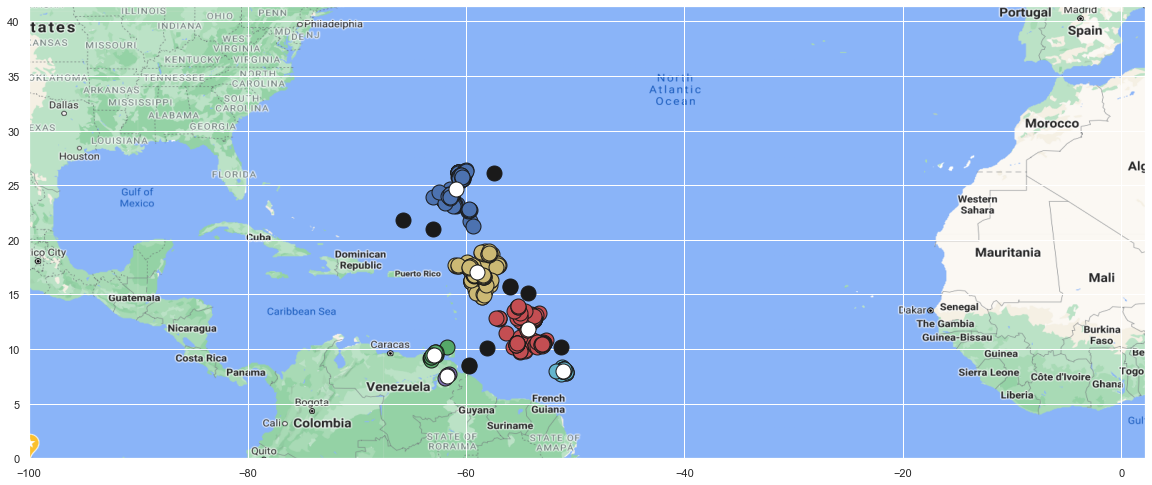 ILLINOIS
OHIO
PENN
Philadelphia
tates
INDIANA
MD
DE
NJ
KANSAS
MISSOURI
WEST
VIRGINIA
KENTUCKY
VIRGINIA
OKLAHOMA
TENNESSEE
NORTH
CAROLINA
ARKANSAS
MISSISSIPPI
SOUTH
CAROLINA
Dallas
ALABAMA
GEORGIA
EXAS
LOUISIANA
Houston
FLORIDA
Gulf of
Mexico
North
Atlantic
Ocean
Portugal
Madrid
Spain
Morocco
Alg
Western
Sahara
Mauritania
Mali
Cuba
ico City
Dominican
Republic
Puerto Rico
Guatemala
Caribbean Sea
Nicaragua
Caracas
Costa Rica
Panama
Venezuela
Bogota
Cali
Colombia
Guyana
French
Guiana
Suriname
STATE OF
RORAIMA
STATE OF
AMAPA
Quito
Dakar
Senegal
The Gambia
Guinea-Bissau
Burkina
Faso
Guinea
Be
Sierra Leone
Côte d'Ivoire
Togo
Ghana
Liberia
Gulf
40
35
30
25
20
15
10
5
0
−100
−80
−60
−40
−20
0